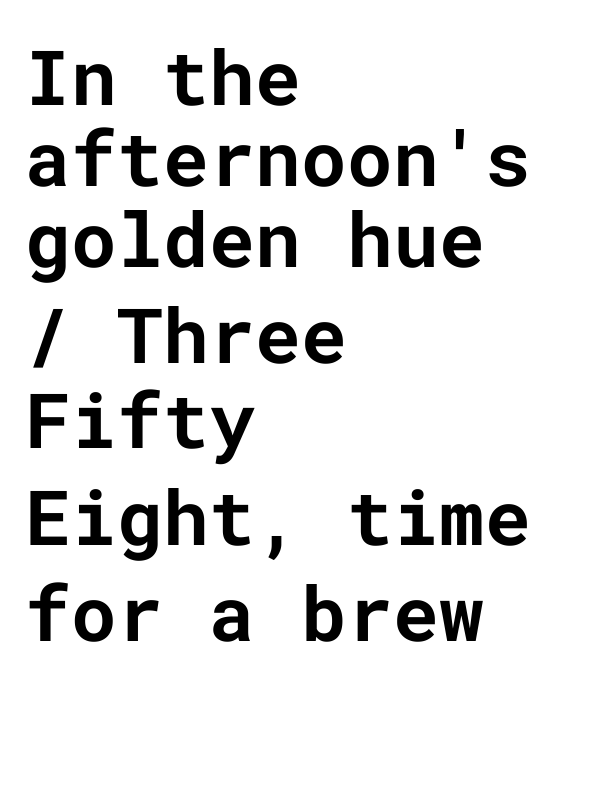 In the
afternoon's
golden hue
/ Three
Fifty
Eight, time
for a brew